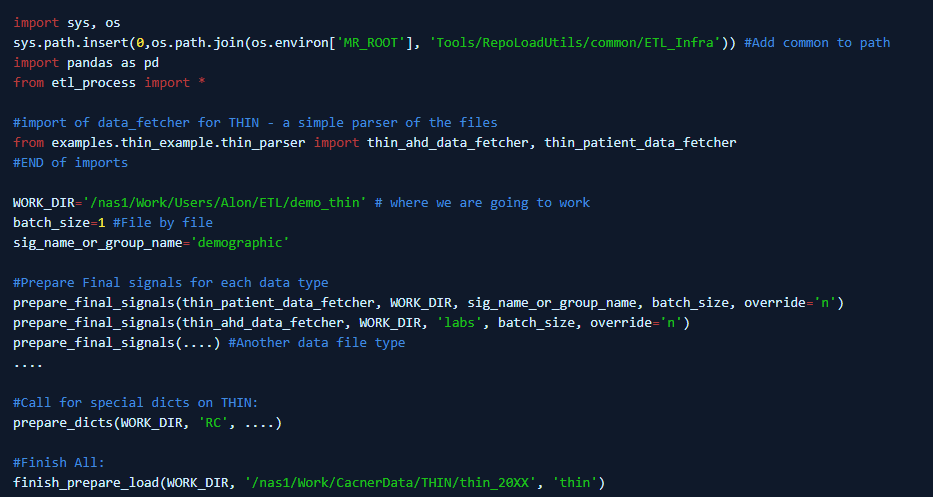 import sys, os
sys.path.insert(0,os.path.join(os.environ['MR_ROOT'], 'Tools/RepoLoadUtils/common/ETL_Infra')) #Add common to path
import pandas as pd
from etl_process import *
#import of data_fetcher for THIN - a simple parser of the files
from examples.thin_example.thin_parser import thin_ahd_data_fetcher, thin_patient_data_fetcher
#END of imports
WORK_DIR='/nas1/Work/Users/Alon/ETL/demo_thin' # where we are going to work
batch_size=1 #File by file
sig_name_or_group_name='demographic'
#Prepare Final signals for each data type
prepare_final_signals(thin_patient_data_fetcher, WORK_DIR, sig_name_or_group_name, batch_size, override='n')
prepare_final_signals(thin_ahd_data_fetcher, WORK_DIR, 'labs', batch_size, override='n')
prepare_final_signals(....) #Another data file type
....
#Call for special dicts on THIN:
prepare_dicts(WORK_DIR, 'RC', ....)
#Finish All:
finish_prepare_load(WORK_DIR, '/nas1/Work/CacnerData/THIN/thin_20XX', 'thin')